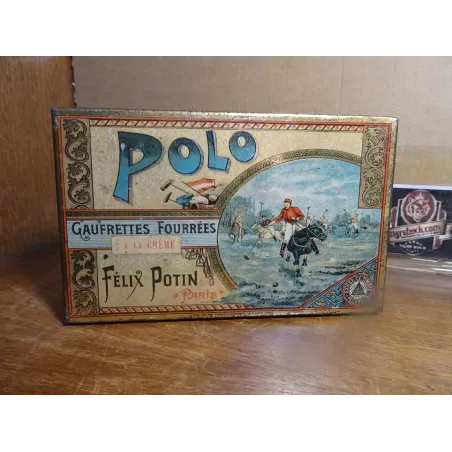 POLO
GAUFRETTES FOURRÉES
À LA CRÈME
FÉLIX POTIN
PARIS